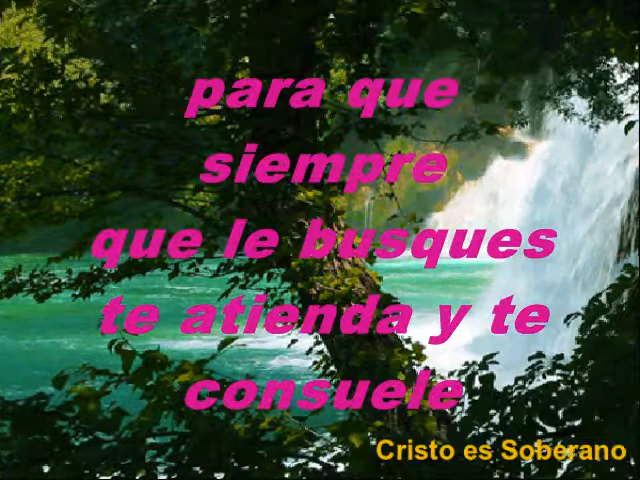 para que
siempre
que le busques
te atienda y te
consuele
Cristo es Soberano